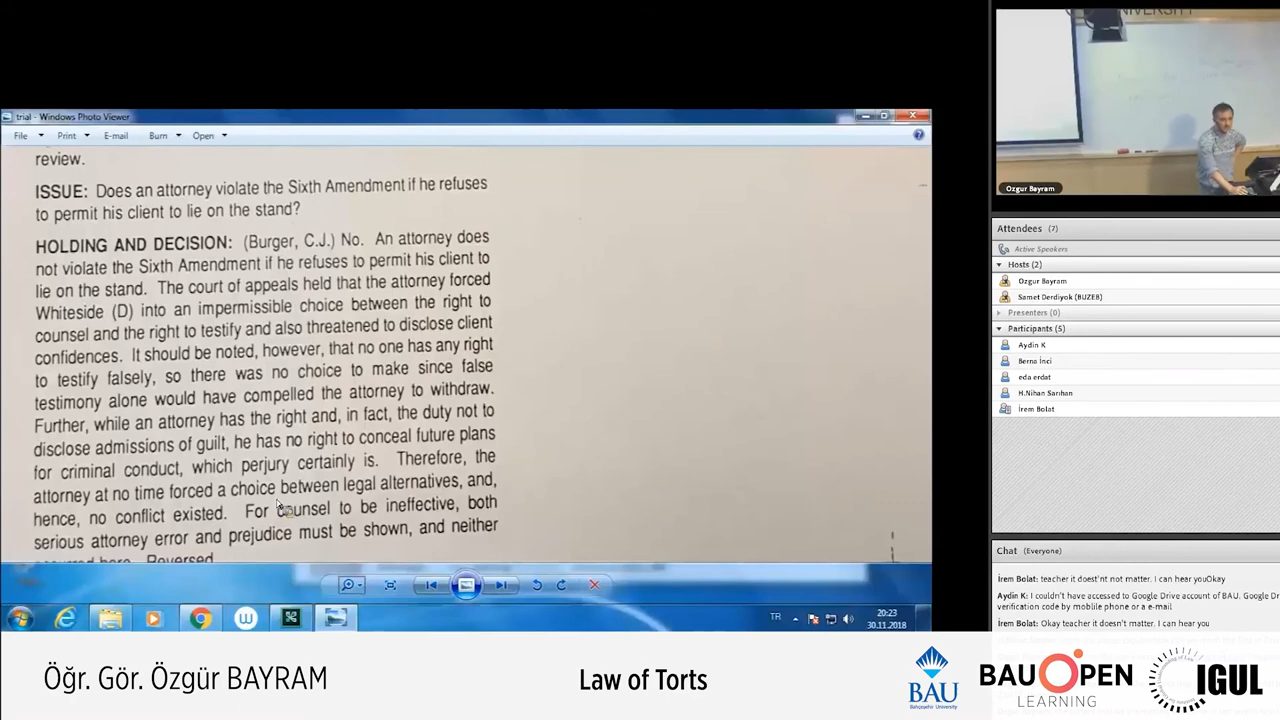 NIVERSITY
trial - Windows Photo Viewer
File Print E-mail Burn Open
review.
ISSUE: Does an attorney violate the Sixth Amendment if he refuses
to permit his client to lie on the stand?
HOLDING AND DECISION: (Burger, C.J.) No. An attorney does
not violate the Sixth Amendment if he refuses to permit his client to
lie on the stand. The court of appeals held that the attorney forced
Whiteside (D) into an impermissible choice between the right to
counsel and the right to testify and also threatened to disclose client
confidences. It should be noted, however, that no one has any right
to testify falsely, so there was no choice to make since false
testimony alone would have compelled the attorney to withdraw.
Further, while an attorney has the right and, in fact, the duty not to
disclose admissions of guilt, he has no right to conceal future plans
for criminal conduct, which perjury certainly is. Therefore, the
attorney at no time forced a choice between legal alternatives, and,
hence, no conflict existed. For counsel to be ineffective, both
serious attorney error and prejudice must be shown, and neither
here. Reversed
TR
20:23
30.11.2018
Ozgur Bayram
Attendees (7)
Active Speakers
Hosts (2)
Ozgur Bayram
Samet Derdiyok (BUZEB)
Presenters (0)
Participants (5)
Aydin K
Berna İnci
eda erdat
H.Nihan Sarıhan
İrem Bolat
Chat (Everyone)
İrem Bolat: teacher it doest'nt not matter. I can hear youOkay
Aydin K: I couldn't have accessed to Google Drive account of BAU. Google Dr
verification code by moblile phone or a e-mail
İrem Bolat: Okay teacher it doesn't matter. I can hear you
Öğr. Gör. Özgür BAYRAM
Law of Torts
BAU
Bahçeşehir University
BAU OPEN
LEARNING
IGUL